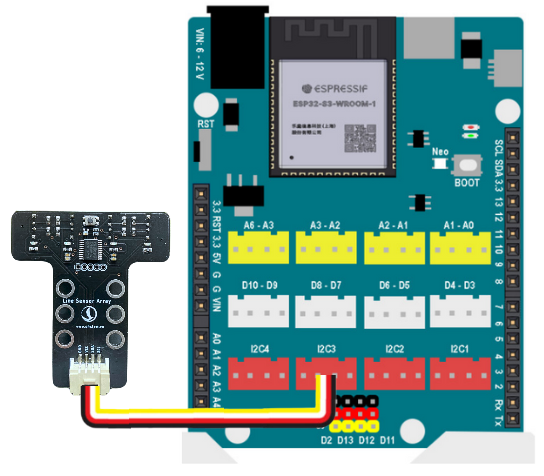 VIN: 6 - 12 V
ESPRESSIF
ESP32-S3-WROOM-1
RST
Neo
BOOT
SCL
SDA
3.3
13
12
11
10
9
8
7
6
5
4
3
2
Rx
Tx
3.3
RST
3.3
5V
G
G
VIN
A0
A1
A2
A3
A4
A6 - A3
A3 - A2
A2 - A1
A1 - A0
D10 - D9
D8 - D7
D6 - D5
D4 - D3
I2C4
I2C3
I2C2
I2C1
D2 D13 D12 D11
Line Sensor Array